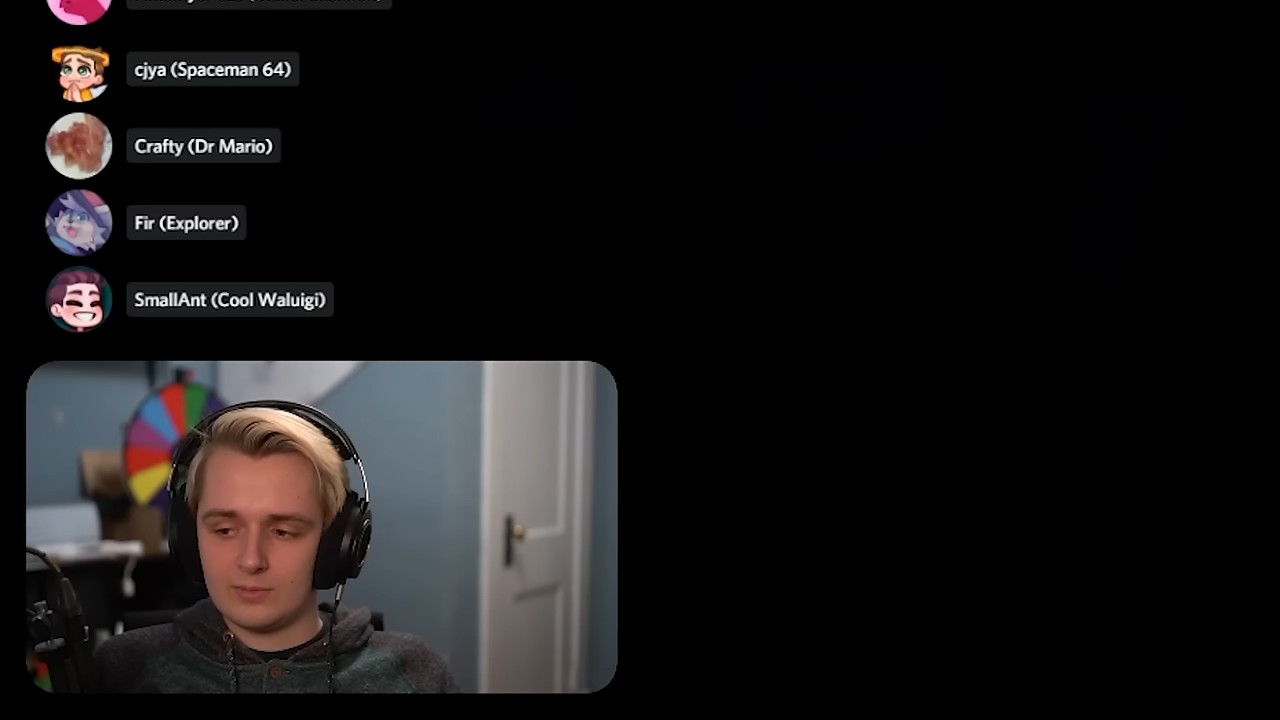 cjya (Spaceman 64)
Crafty (Dr Mario)
Fir (Explorer)
SmallAnt (Cool Waluigi)